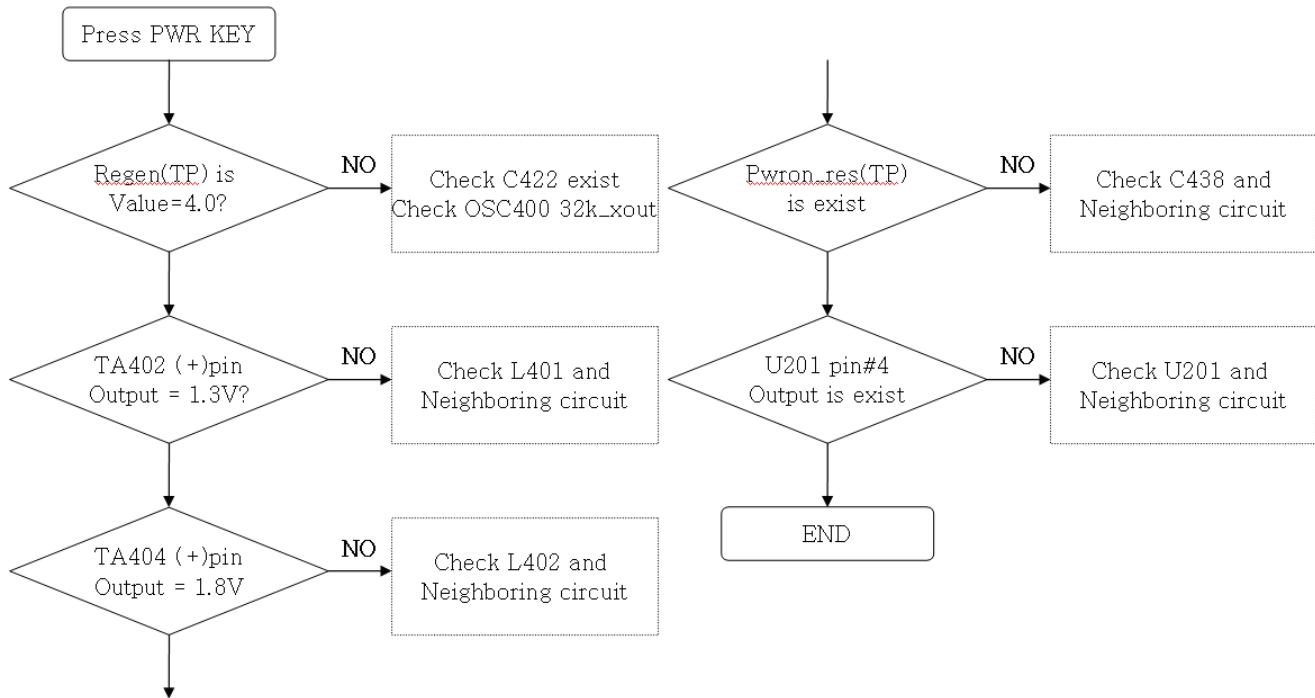 Press PWR KEY
Regen(TP) is
Value=4.0?
NO
Check C422 exist
Check OSC400 32k_xout
TA402 (+)pin
Output = 1.3V?
NO
Check L401 and
Neighboring circuit
TA404 (+)pin
Output = 1.8V
NO
Check L402 and
Neighboring circuit
Pwron_res(TP)
is exist
NO
Check C438 and
Neighboring circuit
U201 pin#4
Output is exist
NO
Check U201 and
Neighboring circuit
END